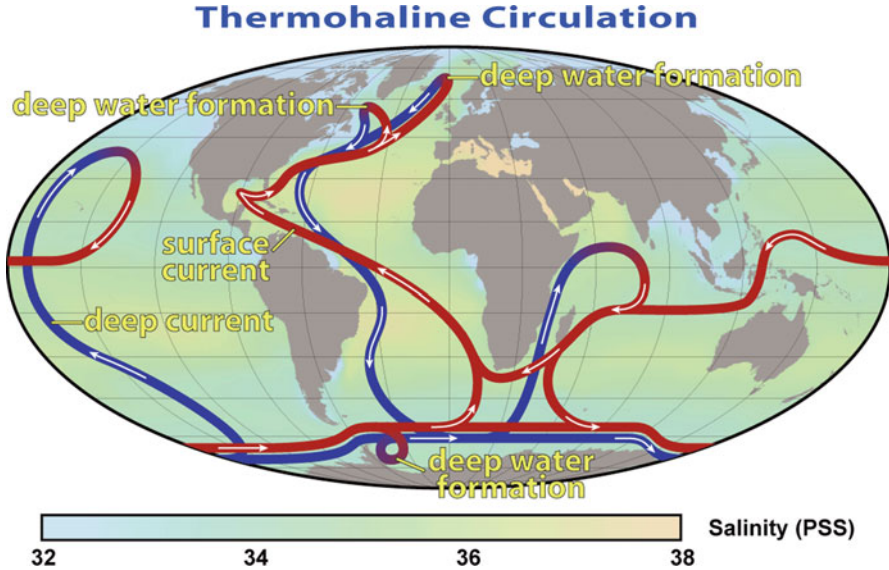 Thermohaline Circulation
deep water formation
deep water formation
surface
current
deep current
deep water
formation
Salinity (PSS)
32 34 36 38